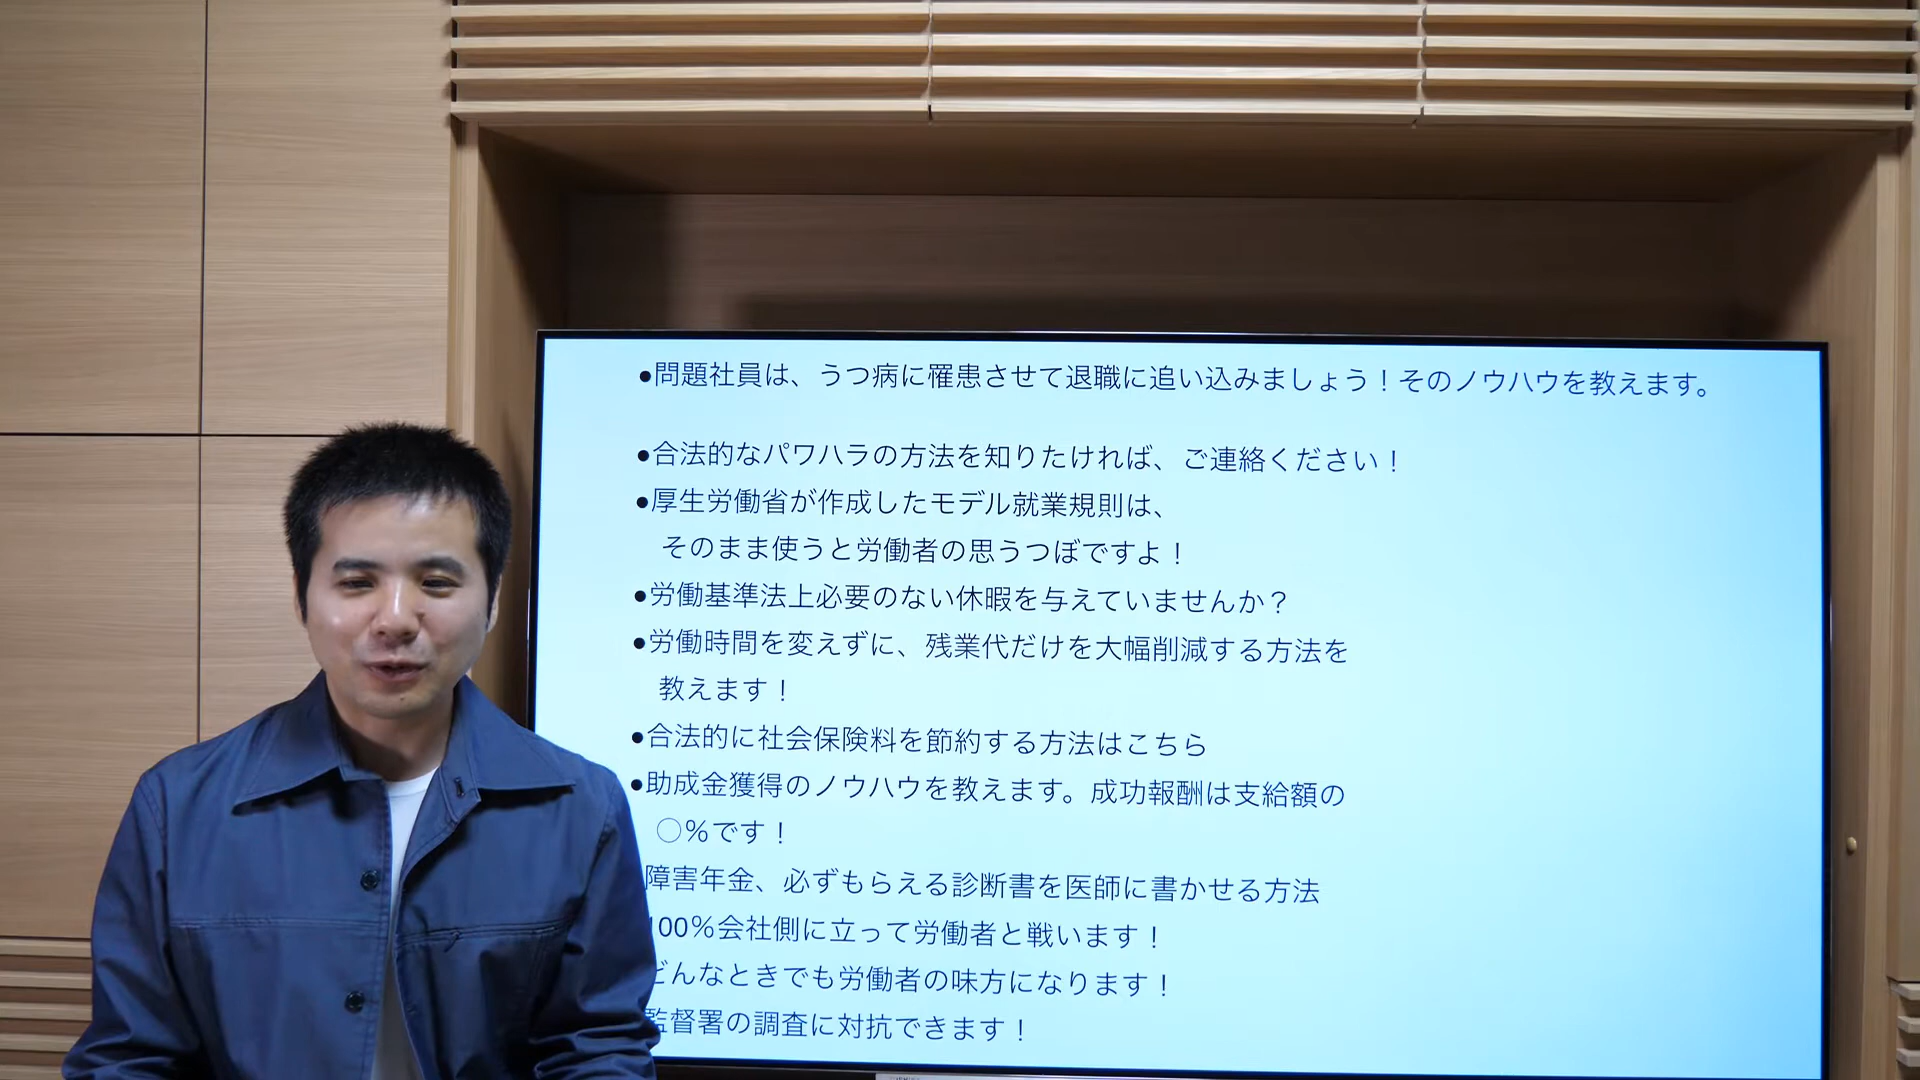 ●問題社員は、うつ病に罹患させて退職に追い込みましょう！そのノウハウを教えます。
●合法的なパワハラの方法を知りたければ、ご連絡ください！
●厚生労働省が作成したモデル就業規則は、
そのまま使うと労働者の思うつぼですよ！
●労働基準法上必要のない休暇を与えていませんか？
●労働時間を変えずに、残業代だけを大幅削減する方法を
教えます！
●合法的に社会保険料を節約する方法はこちら
●助成金獲得のノウハウを教えます。成功報酬は支給額の
〇％です！
障害年金、必ずもらえる診断書を医師に書かせる方法
100％会社側に立って労働者と戦います！
どんなときでも労働者の味方になります！
監督署の調査に対抗できます！